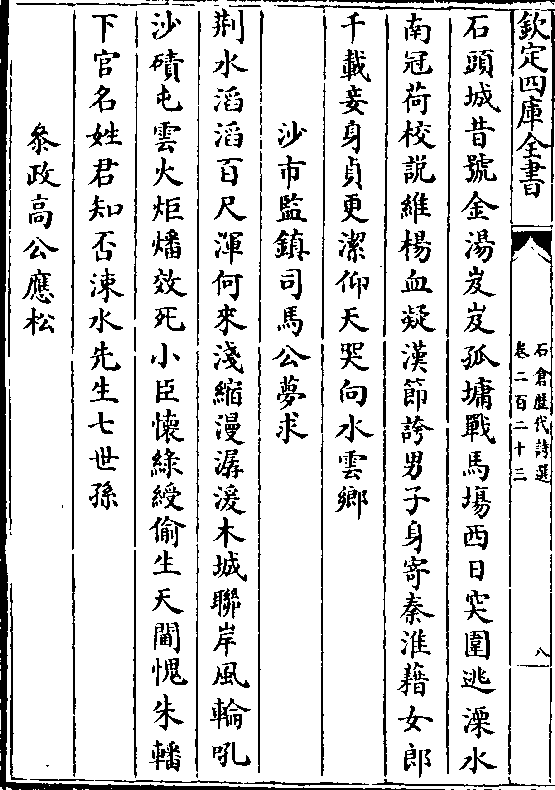 欽定四庫全書
石倉歷代詩選
卷二百二十三
八
石頭城昔號金湯岌岌孤墉戰馬塲西日突圍逃溧水
南冠荷校説維楊血凝漢節誇男子身寄秦淮藉女郎
千載妾身貞更潔仰天哭向水雲鄉
沙市監鎮司馬公夢求
荆水滔滔百尺渾何來淺縮漫潺湲木城聯岸風輪吼
沙磧屯雲火炬燔效死小臣懐緑綬偷生天閫愧朱轓
下官名姓君知否涑水先生七世孫
叅政高公應松